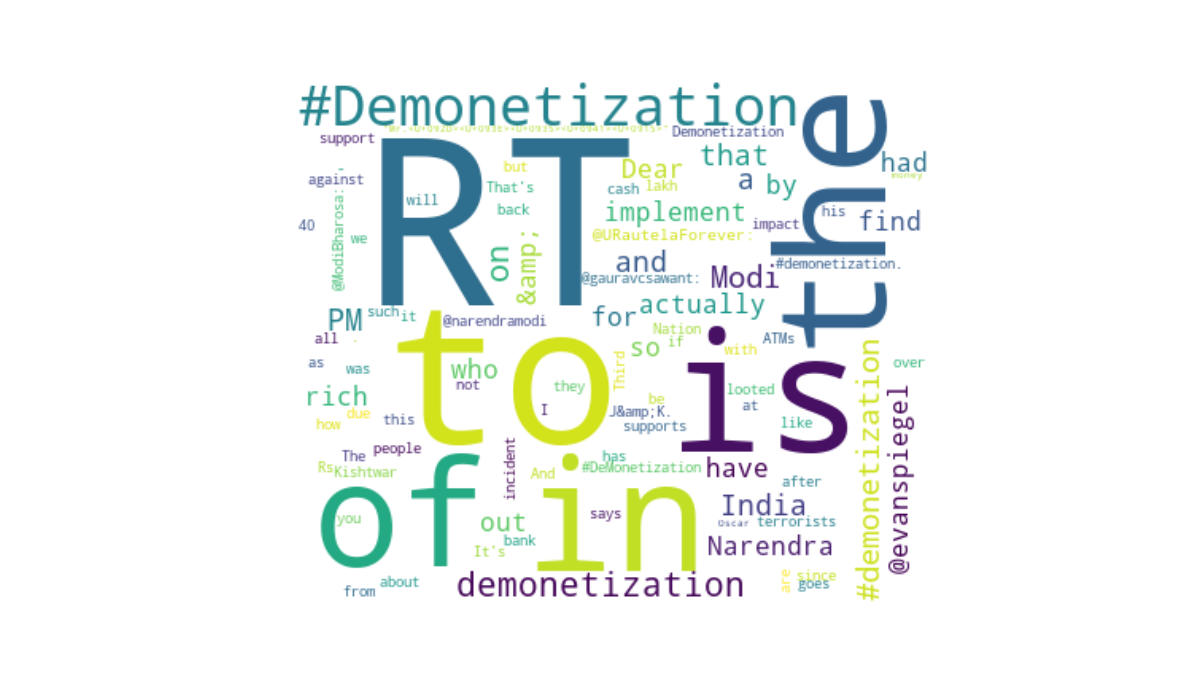 #Demonetization
the
support
Demonetization
RT
but
Dear
that
had
money
against
will
That's
cash
lakh
a
by
back
implement
impact
his
find
40
@ModiBharosa:
we
on
&amp;
@URautelaForever:
and
@gauravcsawant:
Modi
#demonetization.
PM
such
it
@narendramodi
for
actually
all
.
to
Nation
so
if
is
ATMs
with
as
was
who
not
they
Third
looted
over
rich
be
at
I
J&amp;K.
supports
like
how
due
this
#demonetization
@evanspiegel
The
people
of
incident
in
has
Rs
Kishtwar
And
#DeMonetization
have
after
you
out
says
India
Oscar
terrorists
bank
It's
Narendra
from
about
demonetization
are
since
goes